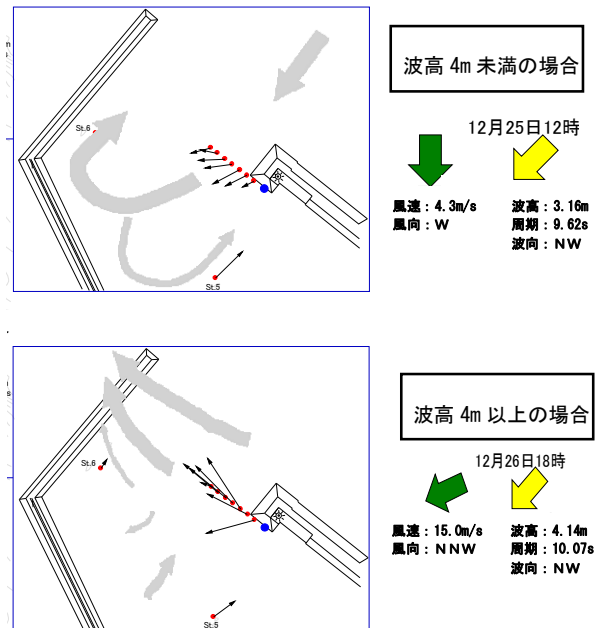 波高 4m 未満の場合
12月25日12時
風速：4.3m/s
風向：W
波高：3.16m
周期：9.62s
波向：NW
St.6
St.5
波高 4m 以上の場合
12月26日18時
風速：15.0m/s
風向：NNW
波高：4.14m
周期：10.07s
波向：NW
St.6
St.5